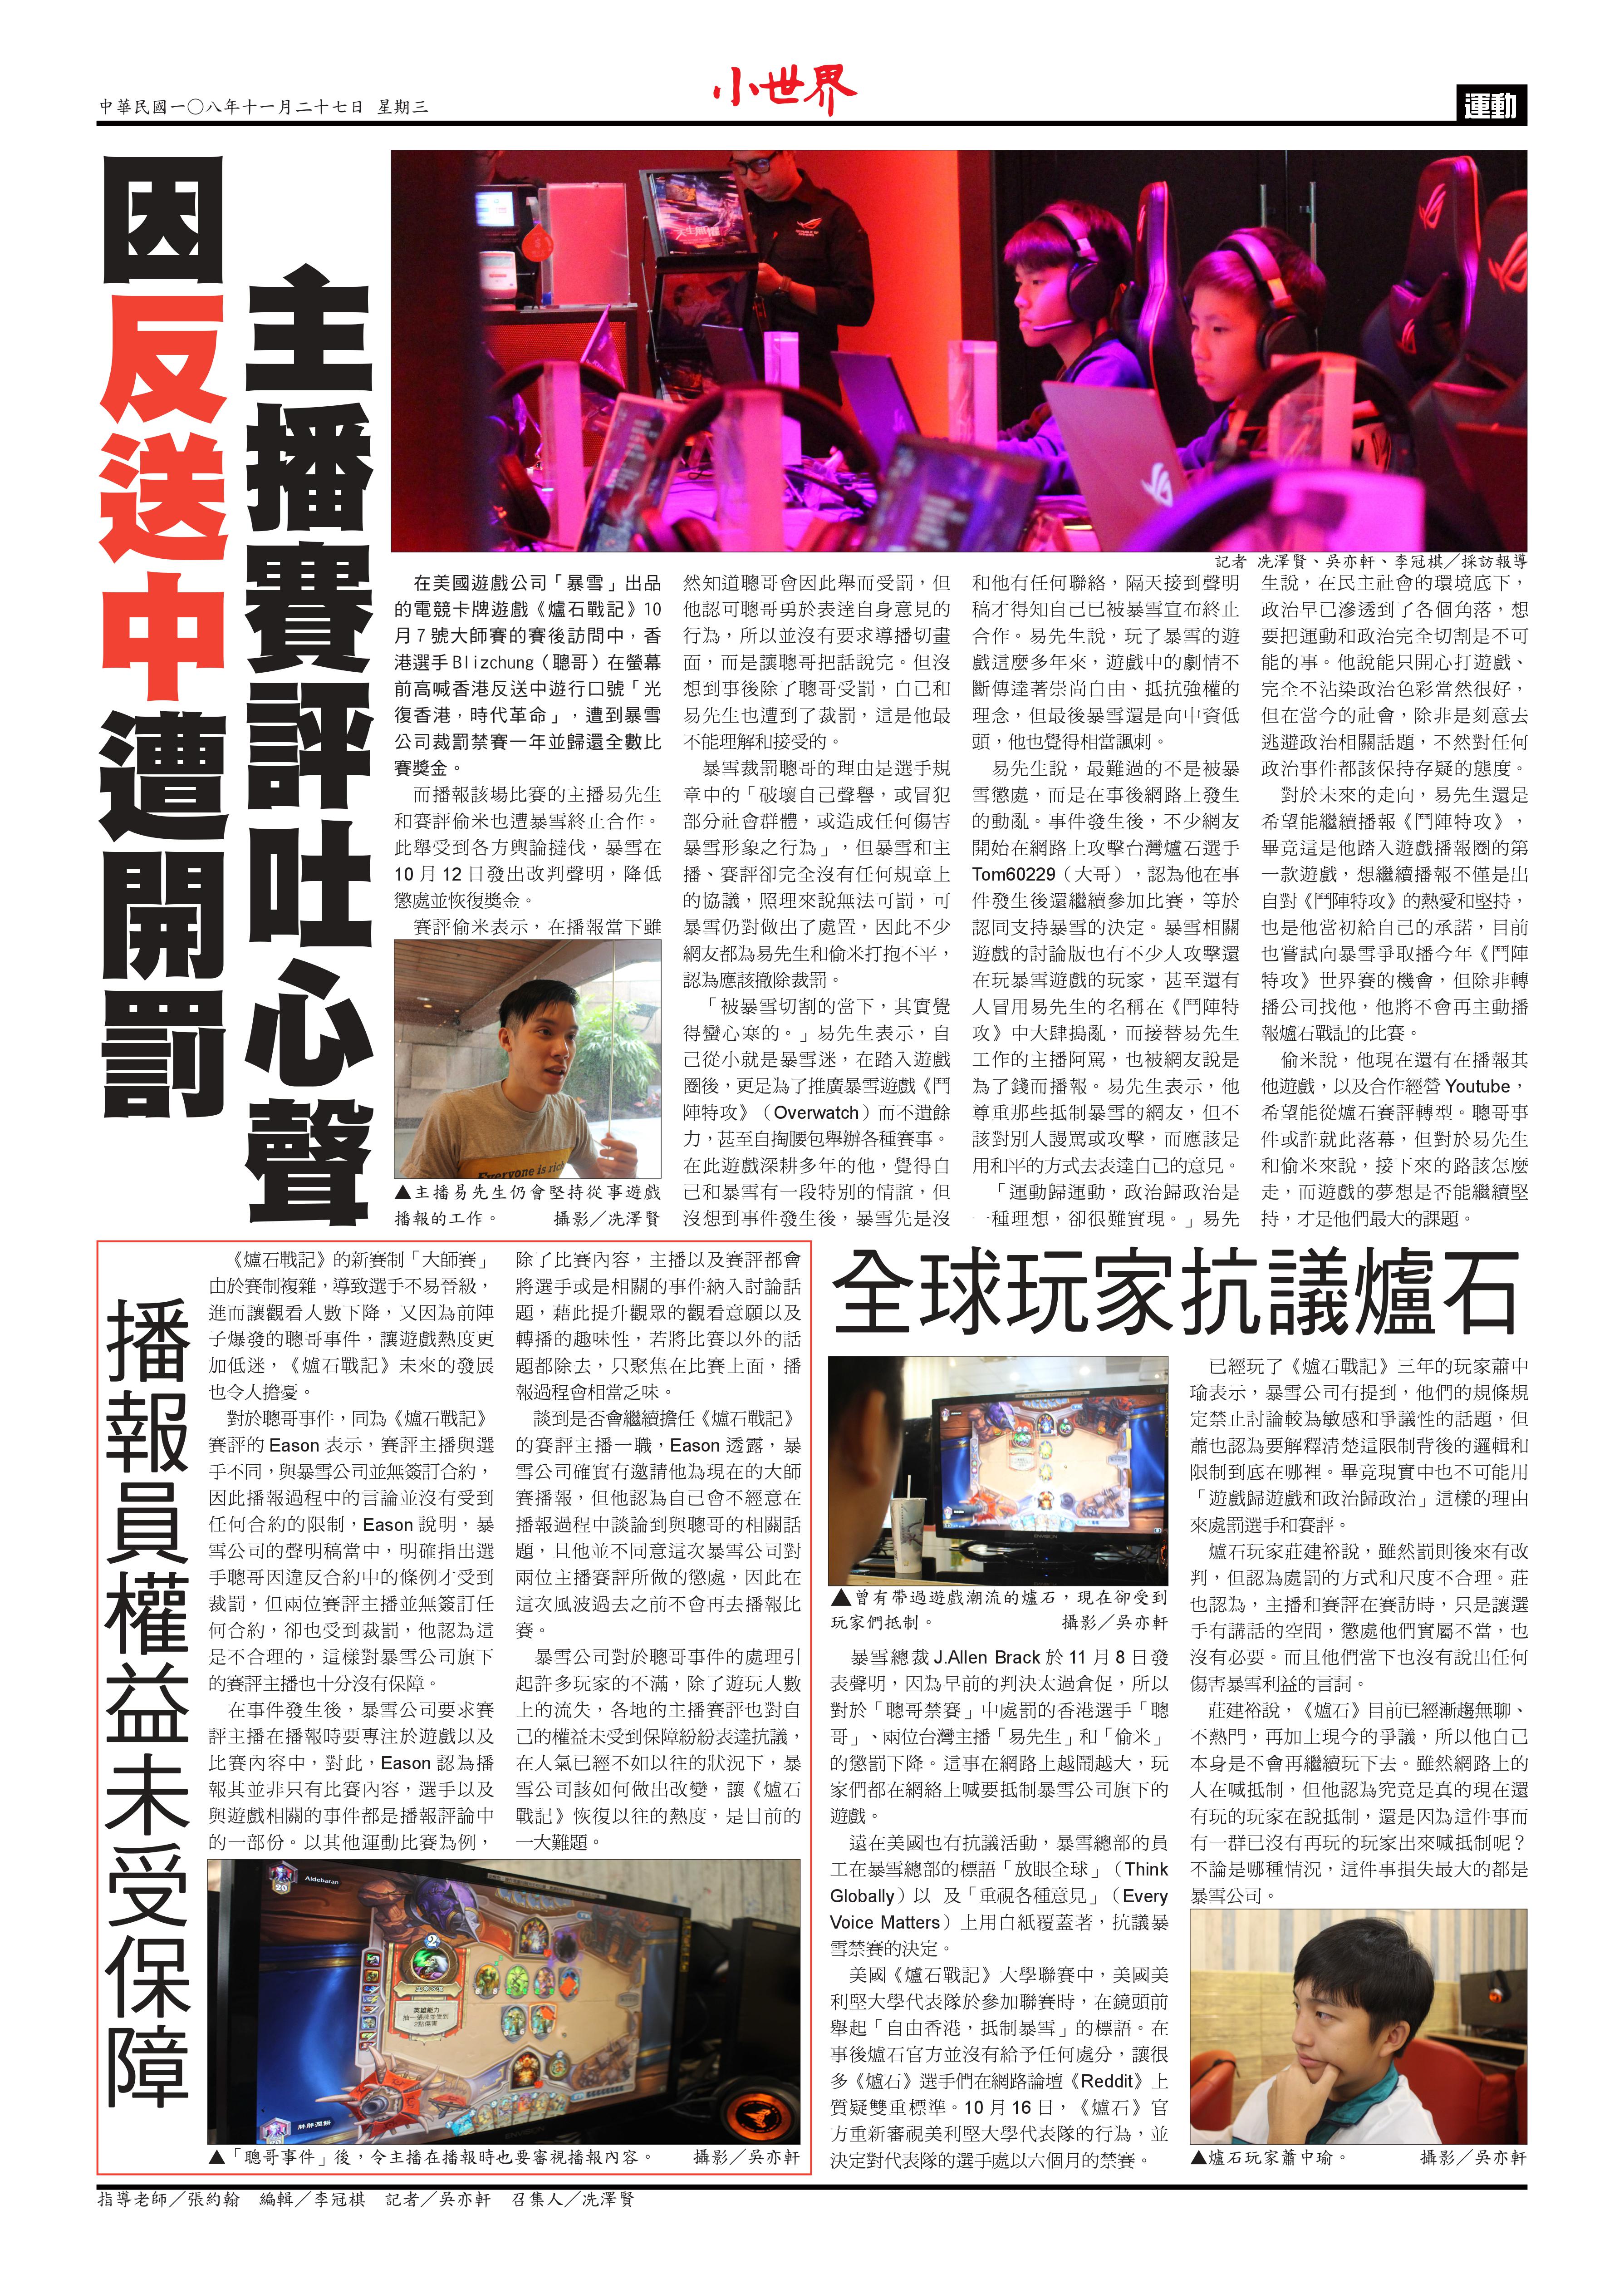 中華民國一〇八年十一月二十七日 星期三
小世界
運動
因反送中遭開罰
主播賽評吐心聲
記者 冼澤賢、吳亦軒、李冠棋／採訪報導
在美國遊戲公司「暴雪」出品
的電競卡牌遊戲《爐石戰記》10
月7號大師賽的賽後訪問中，香
港選手Blizchung（聰哥）在螢幕
前高喊香港反送中遊行口號「光
復香港，時代革命」，遭到暴雪
公司裁罰禁賽一年並歸還全數比
賽獎金。
而播報該場比賽的主播易先生
和賽評偷米也遭暴雪終止合作。
此舉受到各方輿論撻伐，暴雪在
10月12日發出改判聲明，降低
懲處並恢復獎金。
賽評偷米表示，在播報當下雖
▲主播易先生仍會堅持從事遊戲
播報的工作。 攝影／冼澤賢
然知道聰哥會因此舉而受罰，但
他認可聰哥勇於表達自身意見的
行為，所以並沒有要求導播切畫
面，而是讓聰哥把話說完。但沒
想到事後除了聰哥受罰，自己和
易先生也遭到了裁罰，這是他最
不能理解和接受的。
暴雪裁罰聰哥的理由是選手規
章中的「破壞自己聲譽，或冒犯
部分社會群體，或造成任何傷害
暴雪形象之行為」，但暴雪和主
播、賽評卻完全沒有任何規章上
的協議，照理來說無法可罰，可
暴雪仍對做出了處置，因此不少
網友都為易先生和偷米打抱不平，
認為應該撤除裁罰。
「被暴雪切割的當下，其實覺
得蠻心寒的。」易先生表示，自
己從小就是暴雪迷，在踏入遊戲
圈後，更是為了推廣暴雪遊戲《鬥
陣特攻》（Overwatch）而不遺餘
力，甚至自掏腰包舉辦各種賽事。
在此遊戲深耕多年的他，覺得自
己和暴雪有一段特別的情誼，但
沒想到事件發生後，暴雪先是沒
和他有任何聯絡，隔天接到聲明
稿才得知自己已被暴雪宣布終止
合作。易先生說，玩了暴雪的遊
戲這麼多年來，遊戲中的劇情不
斷傳達著崇尚自由、抵抗強權的
理念，但最後暴雪還是向中資低
頭，他也覺得相當諷刺。
易先生說，最難過的不是被暴
雪懲處，而是在事後網路上發生
的動亂。事件發生後，不少網友
開始在網路上攻擊台灣爐石選手
Tom60229（大哥），認為他在事
件發生後還繼續參加比賽，等於
認同支持暴雪的決定。暴雪相關
遊戲的討論版也有不少人攻擊還
在玩暴雪遊戲的玩家，甚至還有
人冒用易先生的名稱在《鬥陣特
攻》中大肆搗亂，而接替易先生
工作的主播阿罵，也被網友說是
為了錢而播報。易先生表示，他
尊重那些抵制暴雪的網友，但不
該對別人謾罵或攻擊，而應該是
用和平的方式去表達自己的意見。
「運動歸運動，政治歸政治是
一種理想，卻很難實現。」易先
生說，在民主社會的環境底下，
政治早已滲透到了各個角落，想
要把運動和政治完全切割是不可
能的事。他說能只開心打遊戲、
完全不沾染政治色彩當然很好，
但在當今的社會，除非是刻意去
逃避政治相關話題，不然對任何
政治事件都該保持存疑的態度。
對於未來的走向，易先生還是
希望能繼續播報《鬥陣特攻》，
畢竟這是他踏入遊戲播報圈的第
一款遊戲，想繼續播報不僅是出
自對《鬥陣特攻》的熱愛和堅持，
也是他當初給自己的承諾，目前
也嘗試向暴雪爭取播今年《鬥陣
特攻》世界賽的機會，但除非轉
播公司找他，他將不會再主動播
報爐石戰記的比賽。
偷米說，他現在還有在播報其
他遊戲，以及合作經營Youtube，
希望能從爐石賽評轉型。聰哥事
件或許就此落幕，但對於易先生
和偷米來說，接下來的路該怎麼
走，而遊戲的夢想是否能繼續堅
持，才是他們最大的課題。
播報員權益未受保障
《爐石戰記》的新賽制「大師賽」
由於賽制複雜，導致選手不易晉級，
進而讓觀看人數下降，又因為前陣
子爆發的聰哥事件，讓遊戲熱度更
加低迷，《爐石戰記》未來的發展
也令人擔憂。
對於聰哥事件，同為《爐石戰記》
賽評的Eason表示，賽評主播與選
手不同，與暴雪公司並無簽訂合約，
因此播報過程中的言論並沒有受到
任何合約的限制，Eason說明，暴
雪公司的聲明稿當中，明確指出選
手聰哥因違反合約中的條例才受到
裁罰，但兩位賽評主播並無簽訂任
何合約，卻也受到裁罰，他認為這
是不合理的，這樣對暴雪公司旗下
的賽評主播也十分沒有保障。
在事件發生後，暴雪公司要求賽
評主播在播報時要專注於遊戲以及
比賽內容中，對此，Eason認為播
報其並非只有比賽內容，選手以及
與遊戲相關的事件都是播報評論中
的一部份。以其他運動比賽為例，
除了比賽內容，主播以及賽評都會
將選手或是相關的事件納入討論話
題，藉此提升觀眾的觀看意願以及
轉播的趣味性，若將比賽以外的話
題都除去，只聚焦在比賽上面，播
報過程會相當乏味。
談到是否會繼續擔任《爐石戰記》
的賽評主播一職，Eason透露，暴
雪公司確實有邀請他為現在的大師
賽播報，但他認為自己會不經意在
播報過程中談論到與聰哥的相關話
題，且他並不同意這次暴雪公司對
兩位主播賽評所做的懲處，因此在
這次風波過去之前不會再去播報比
賽。
暴雪公司對於聰哥事件的處理引
起許多玩家的不滿，除了遊玩人數
上的流失，各地的主播賽評也對自
己的權益未受到保障紛紛表達抗議，
在人氣已經不如以往的狀況下，暴
雪公司該如何做出改變，讓《爐石
戰記》恢復以往的熱度，是目前的
一大難題。
Aldebaran
20
2
英雄能力
抽一張牌並受到
2點傷害
▲「聰哥事件」後，令主播在播報時也要審視播報內容。 攝影／吳亦軒
全球玩家抗議爐石
▲曾有帶過遊戲潮流的爐石，現在卻受到
玩家們抵制。 攝影／吳亦軒
暴雪總裁J.Allen Brack於11月8日發
表聲明，因為早前的判決太過倉促，所以
對於「聰哥禁賽」中處罰的香港選手「聰
哥」、兩位台灣主播「易先生」和「偷米」
的懲罰下降。這事在網路上越鬧越大，玩
家們都在網絡上喊要抵制暴雪公司旗下的
遊戲。
遠在美國也有抗議活動，暴雪總部的員
工在暴雪總部的標語「放眼全球」（Think
Globally）以 及「重視各種意見」（Every
Voice Matters）上用白紙覆蓋著，抗議暴
雪禁賽的決定。
美國《爐石戰記》大學聯賽中，美國美
利堅大學代表隊於參加聯賽時，在鏡頭前
舉起「自由香港，抵制暴雪」的標語。在
事後爐石官方並沒有給予任何處分，讓很
多《爐石》選手們在網路論壇《Reddit》上
質疑雙重標準。10月16日，《爐石》官
方重新審視美利堅大學代表隊的行為，並
決定對代表隊的選手處以六個月的禁賽。
已經玩了《爐石戰記》三年的玩家蕭中
瑜表示，暴雪公司有提到，他們的規條規
定禁止討論較為敏感和爭議性的話題，但
蕭也認為要解釋清楚這限制背後的邏輯和
限制到底在哪裡。畢竟現實中也不可能用
「遊戲歸遊戲和政治歸政治」這樣的理由
來處罰選手和賽評。
爐石玩家莊建裕說，雖然罰則後來有改
判，但認為處罰的方式和尺度不合理。莊
也認為，主播和賽評在賽訪時，只是讓選
手有講話的空間，懲處他們實屬不當，也
沒有必要。而且他們當下也沒有說出任何
傷害暴雪利益的言詞。
莊建裕說，《爐石》目前已經漸趨無聊、
不熱門，再加上現今的爭議，所以他自己
本身是不會再繼續玩下去。雖然網路上的
人在喊抵制，但他認為究竟是真的現在還
有玩的玩家在說抵制，還是因為這件事而
有一群已沒有再玩的玩家出來喊抵制呢？
不論是哪種情況，這件事損失最大的都是
暴雪公司。
▲爐石玩家蕭中瑜。 攝影／吳亦軒
指導老師／張約翰 編輯／李冠棋 記者／吳亦軒 召集人／冼澤賢